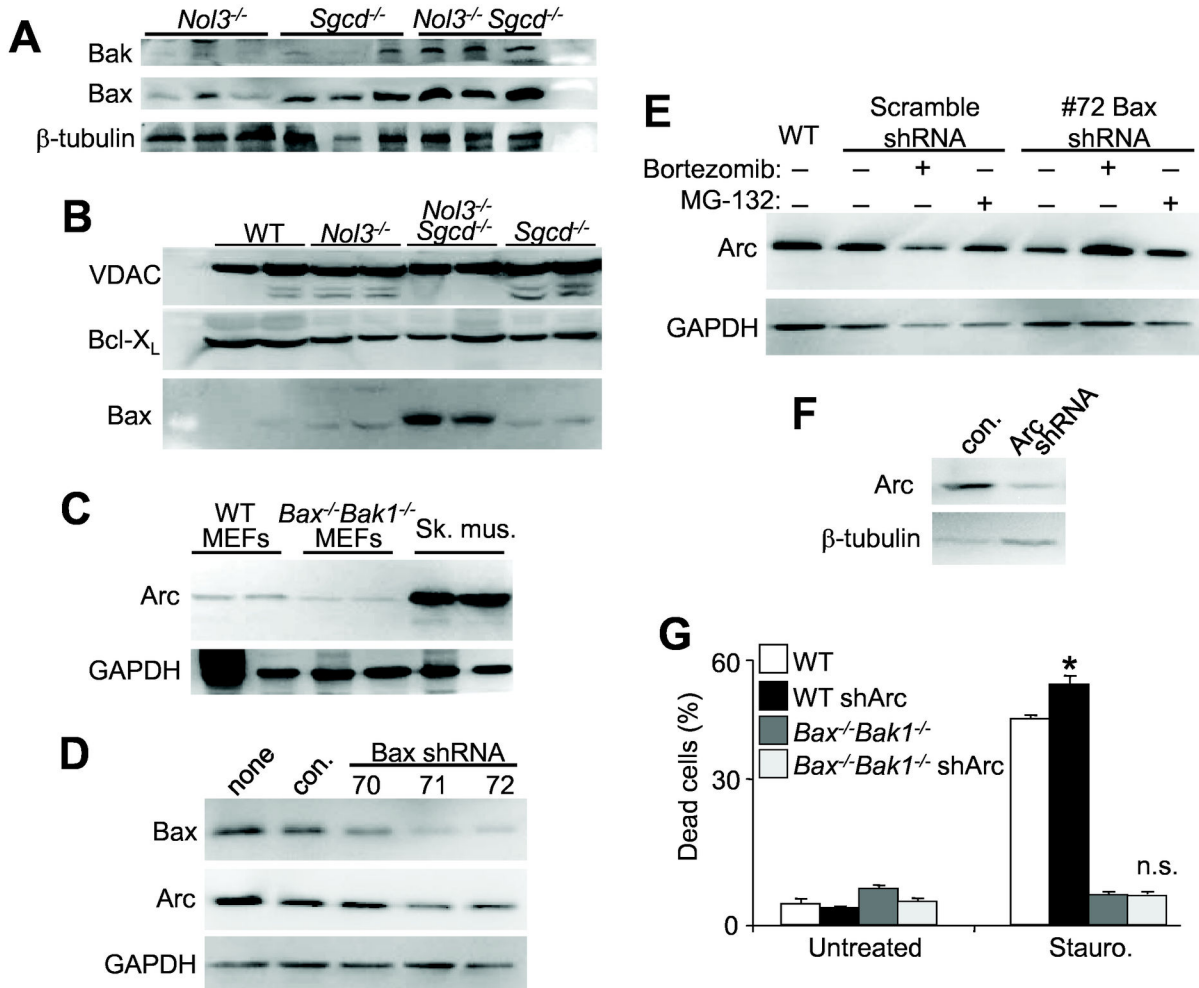 A
Nol3-/- Sgcd-/- Nol3-/- Sgcd-/-
Bak
Bax
β-tubulin
B
WT Nol3-/- Nol3-/- Sgcd-/- Sgcd-/-
VDAC
Bcl-XL
Bax
C
WT MEFs Bax-/-Bak1-/- MEFs Sk. mus.
Arc
GAPDH
D
none con. Bax shRNA
70 71 72
Bax
Arc
GAPDH
E
WT Scramble shRNA #72 Bax shRNA
Bortezomib: – – + – – + –
MG-132: – – – + – – +
Arc
GAPDH
F
con. Arc shRNA
Arc
β-tubulin
G
Dead cells (%)
60
30
0
WT
WT shArc
Bax-/-Bak1-/-
Bax-/-Bak1-/- shArc
*
n.s.
Untreated Stauro.